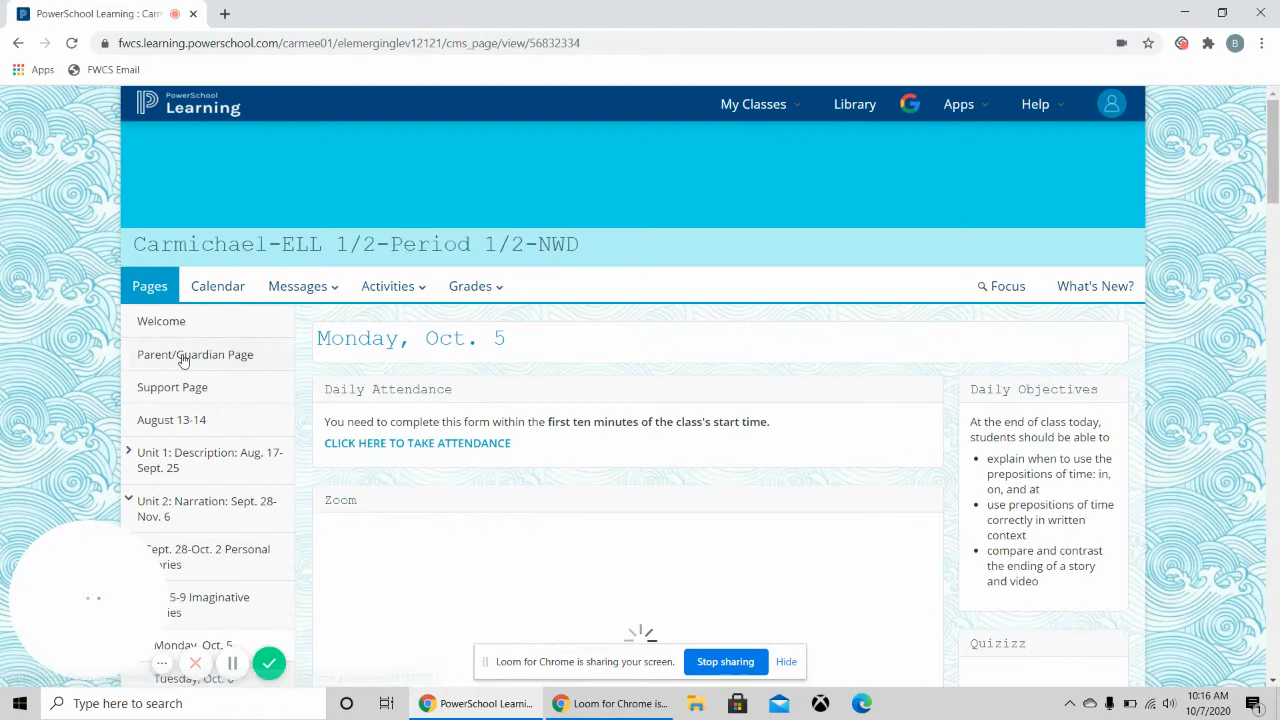 PowerSchool Learning : Car
fwcs.learning.powerschool.com/carmee01/elemerginglev12121/cms_page/view/56832334
B
Apps
FWCS Email
PowerSchool
Learning
My Classes
Library
Apps
Help
Carmichael-ELL 1/2-Period 1/2-NWD
Pages
Calendar
Messages
Activities
Grades
Focus
What's New?
Welcome
Parent/Guardian Page
Support Page
August 13-14
Unit 1: Description: Aug. 17-
Sept. 25
Unit 2: Narration: Sept. 28-
Nov. 6
Sept. 28-Oct. 2 Personal
5-9 Imaginative
Monday, Oct. 5
Tuesday, Oct. 6
Monday, Oct. 5
Daily Attendance
You need to complete this form within the first ten minutes of the class's start time.
CLICK HERE TO TAKE ATTENDANCE
Zoom
Daily Objectives
At the end of class today,
students should be able to
explain when to use the
prepositions of time: in,
on, and at
use prepositions of time
correctly in written
context
compare and contrast
the ending of a story
and video
Quizizz
Loom for Chrome is sharing your screen.
Stop sharing
Hide
Type here to search
PowerSchool Learni...
Loom for Chrome is...
10:16 AM
10/7/2020
1